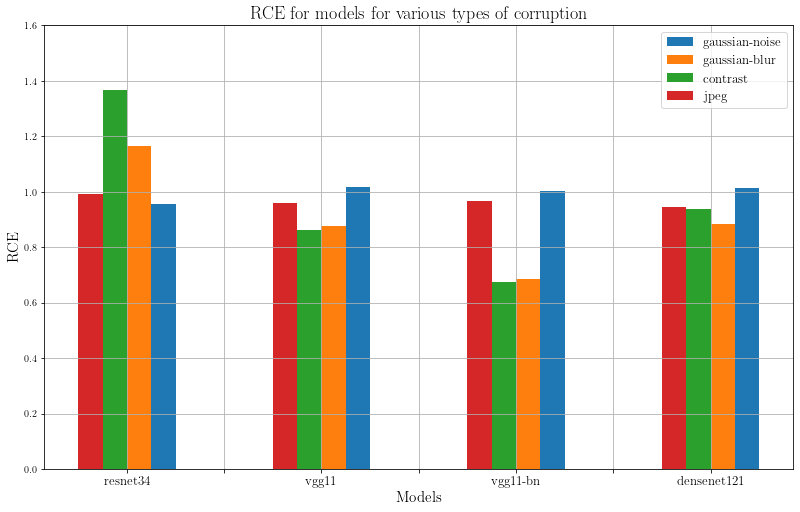 RCE for models for various types of corruption
1.6
1.4
1.2
1.0
0.8
0.6
0.4
0.2
0.0
RCE
gaussian-noise
gaussian-blur
contrast
jpeg
resnet34
vgg11
vgg11-bn
densenet121
Models